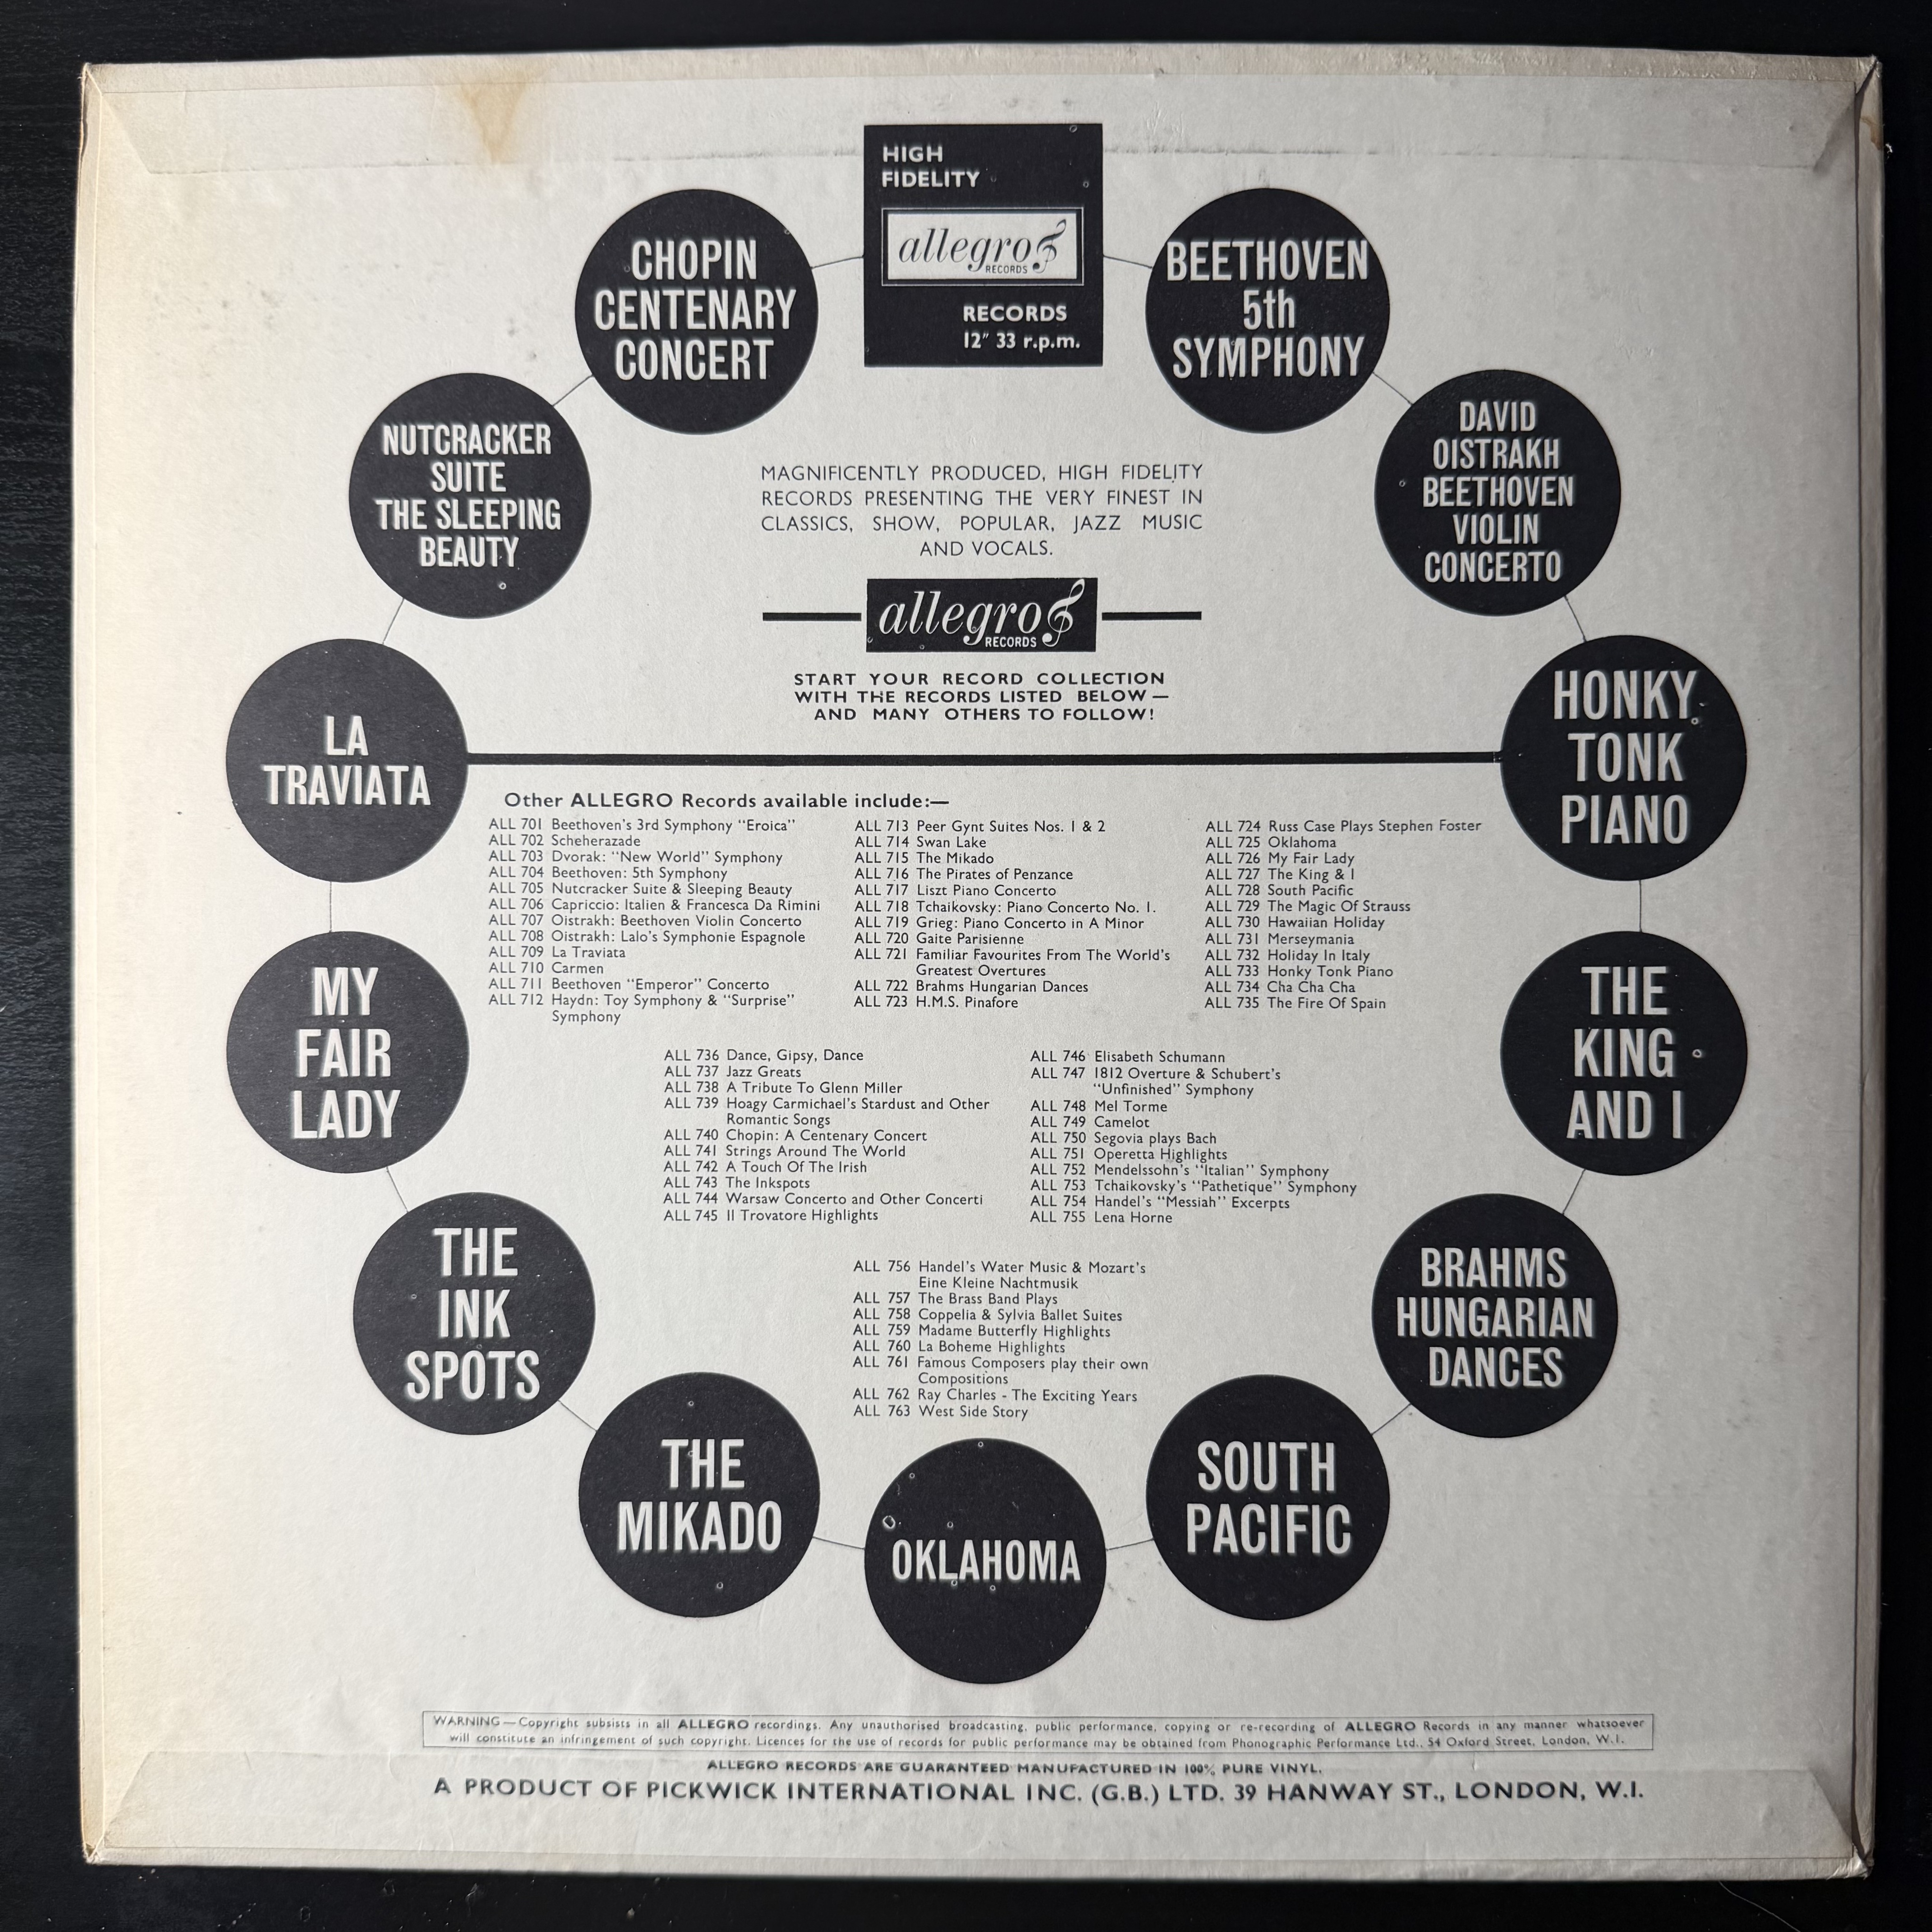 HIGH
FIDELITY
allegro
RECORDS
RECORDS
12" 33 r.p.m.
CHOPIN
CENTENARY
CONCERT
BEETHOVEN
5th
SYMPHONY
NUTCRACKER
SUITE
THE SLEEPING
BEAUTY
DAVID
OISTRAKH
BEETHOVEN
VIOLIN
CONCERTO
MAGNIFICENTLY PRODUCED, HIGH FIDELITY
RECORDS PRESENTING THE VERY FINEST IN
CLASSICS, SHOW, POPULAR, JAZZ MUSIC
AND VOCALS.
allegro
RECORDS
START YOUR RECORD COLLECTION
WITH THE RECORDS LISTED BELOW —
AND MANY OTHERS TO FOLLOW!
LA
TRAVIATA
HONKY
TONK
PIANO
Other ALLEGRO Records available include:—
ALL 701 Beethoven's 3rd Symphony "Eroica"
ALL 702 Scheherazade
ALL 703 Dvorak: "New World" Symphony
ALL 704 Beethoven: 5th Symphony
ALL 705 Nutcracker Suite & Sleeping Beauty
ALL 706 Capriccio: Italien & Francesca Da Rimini
ALL 707 Oistrakh: Beethoven Violin Concerto
ALL 708 Oistrakh: Lalo's Symphonie Espagnole
ALL 709 La Traviata
ALL 710 Carmen
ALL 711 Beethoven "Emperor" Concerto
ALL 712 Haydn: Toy Symphony & "Surprise"
Symphony
ALL 713 Peer Gynt Suites Nos. 1 & 2
ALL 714 Swan Lake
ALL 715 The Mikado
ALL 716 The Pirates of Penzance
ALL 717 Liszt Piano Concerto
ALL 718 Tchaikovsky: Piano Concerto No. 1.
ALL 719 Grieg: Piano Concerto in A Minor
ALL 720 Gaite Parisienne
ALL 721 Familiar Favourites From The World's
Greatest Overtures
ALL 722 Brahms Hungarian Dances
ALL 723 H.M.S. Pinafore
ALL 724 Russ Case Plays Stephen Foster
ALL 725 Oklahoma
ALL 726 My Fair Lady
ALL 727 The King & I
ALL 728 South Pacific
ALL 729 The Magic Of Strauss
ALL 730 Hawaiian Holiday
ALL 731 Merseymania
ALL 732 Holiday In Italy
ALL 733 Honky Tonk Piano
ALL 734 Cha Cha Cha
ALL 735 The Fire Of Spain
MY
FAIR
LADY
THE
KING
AND I
ALL 736 Dance, Gipsy, Dance
ALL 737 Jazz Greats
ALL 738 A Tribute To Glenn Miller
ALL 739 Hoagy Carmichael's Stardust and Other
Romantic Songs
ALL 740 Chopin: A Centenary Concert
ALL 741 Strings Around The World
ALL 742 A Touch Of The Irish
ALL 743 The Inkspots
ALL 744 Warsaw Concerto and Other Concerti
ALL 745 Il Trovatore Highlights
ALL 746 Elisabeth Schumann
ALL 747 1812 Overture & Schubert's
"Unfinished" Symphony
ALL 748 Mel Torme
ALL 749 Camelot
ALL 750 Segovia plays Bach
ALL 751 Operetta Highlights
ALL 752 Mendelssohn's "Italian" Symphony
ALL 753 Tchaikovsky's "Pathetique" Symphony
ALL 754 Handel's "Messiah" Excerpts
ALL 755 Lena Horne
THE
INK
SPOTS
BRAHMS
HUNGARIAN
DANCES
ALL 756 Handel's Water Music & Mozart's
Eine Kleine Nachtmusik
ALL 757 The Brass Band Plays
ALL 758 Coppelia & Sylvia Ballet Suites
ALL 759 Madame Butterfly Highlights
ALL 760 La Boheme Highlights
ALL 761 Famous Composers play their own
Compositions
ALL 762 Ray Charles - The Exciting Years
ALL 763 West Side Story
THE
MIKADO
OKLAHOMA
SOUTH
PACIFIC
WARNING—Copyright subsists in all ALLEGRO recordings. Any unauthorised broadcasting, public performance, copying or re-recording of ALLEGRO Records in any manner whatsoever
will constitute an infringement of such copyright. Licences for the use of records for public performance may be obtained from Phonographic Performance Ltd., 54 Oxford Street, London, W.1.
ALLEGRO RECORDS ARE GUARANTEED MANUFACTURED IN 100% PURE VINYL.
A PRODUCT OF PICKWICK INTERNATIONAL INC. (G.B.) LTD. 39 HANWAY ST., LONDON, W.1.